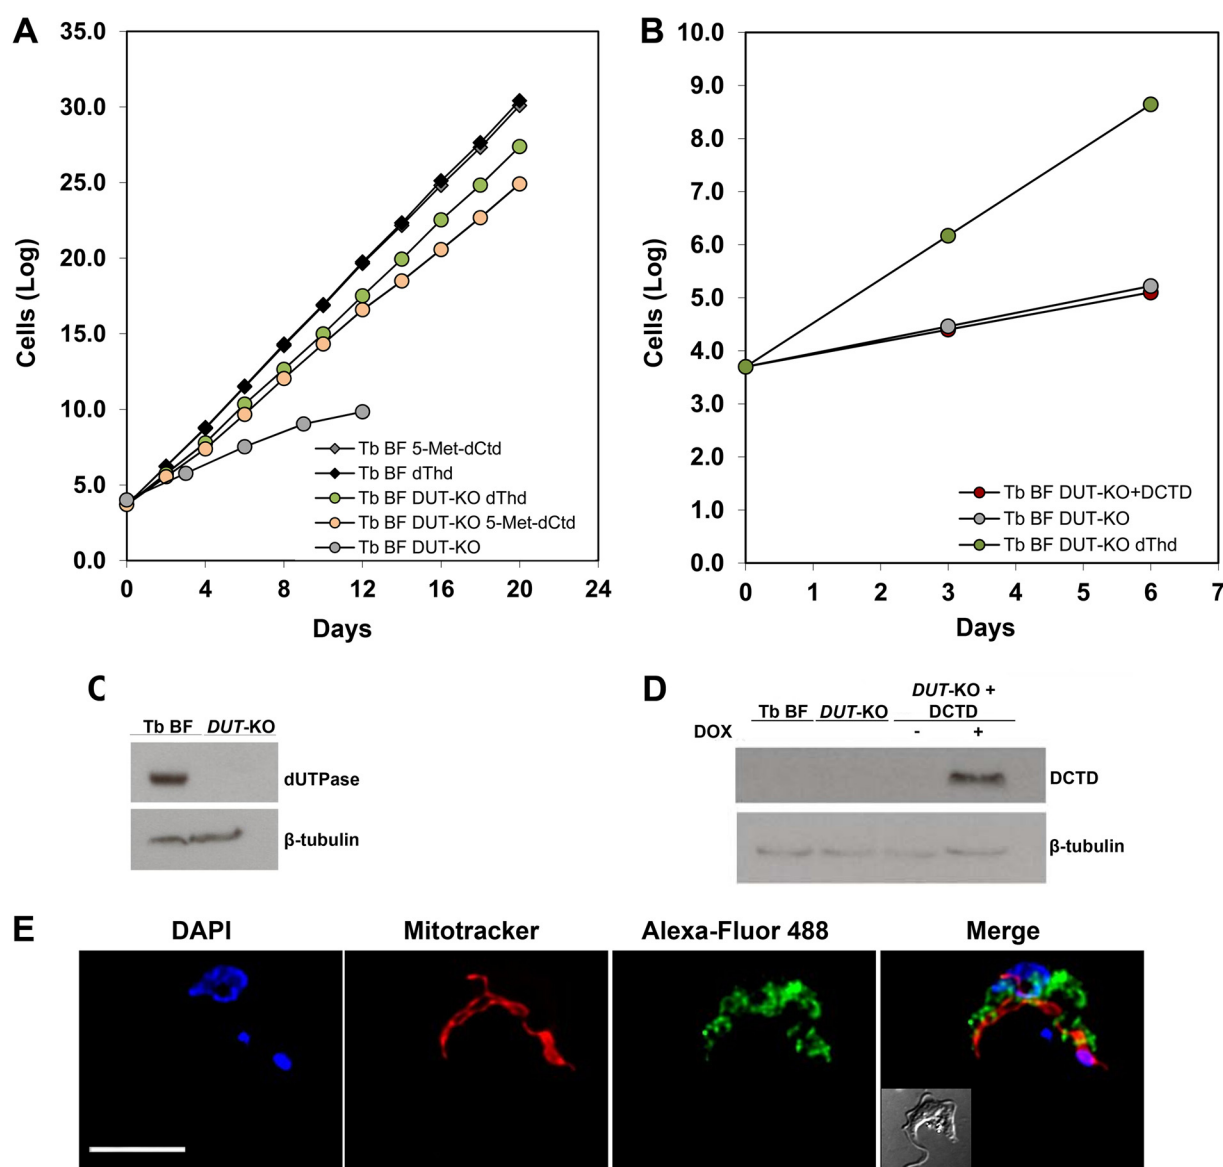 A
35.0
30.0
25.0
20.0
15.0
10.0
5.0
0.0
Cells (Log)
0 4 8 12 16 20 24
Days
Tb BF 5-Met-dCtd
Tb BF dThd
Tb BF DUT-KO dThd
Tb BF DUT-KO 5-Met-dCtd
Tb BF DUT-KO
B
10.0
9.0
8.0
7.0
6.0
5.0
4.0
3.0
2.0
1.0
0.0
Cells (Log)
0 1 2 3 4 5 6 7
Days
Tb BF DUT-KO+DCTD
Tb BF DUT-KO
Tb BF DUT-KO dThd
C
Tb BF DUT-KO
dUTPase
β-tubulin
D
DUT-KO +
Tb BF DUT-KO DCTD
DOX - +
DCTD
β-tubulin
E
DAPI Mitotracker Alexa-Fluor 488 Merge